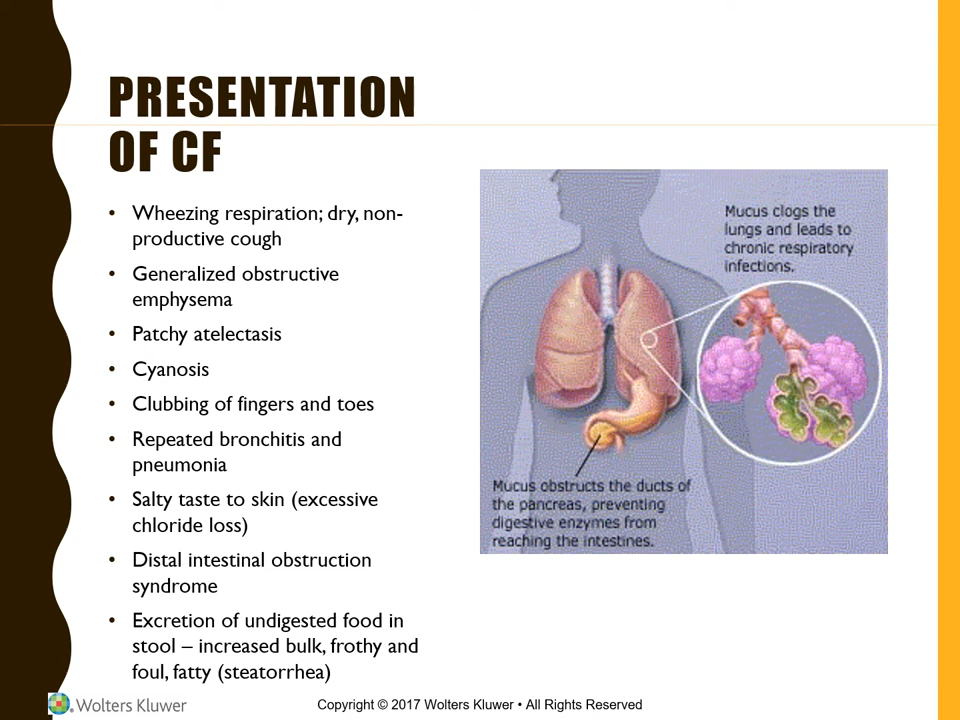 PRESENTATION
OF CF
• Wheezing respiration; dry, non-
productive cough
• Generalized obstructive
emphysema
• Patchy atelectasis
• Cyanosis
• Clubbing of fingers and toes
• Repeated bronchitis and
pneumonia
• Salty taste to skin (excessive
chloride loss)
• Distal intestinal obstruction
syndrome
• Excretion of undigested food in
stool – increased bulk, frothy and
foul, fatty (steatorrhea)
Mucus clogs the
lungs and leads to
chronic respiratory
infections.
Mucus obstructs the ducts of
the pancreas, preventing
digestive enzymes from
reaching the intestines.
Wolters Kluwer
Copyright © 2017 Wolters Kluwer • All Rights Reserved